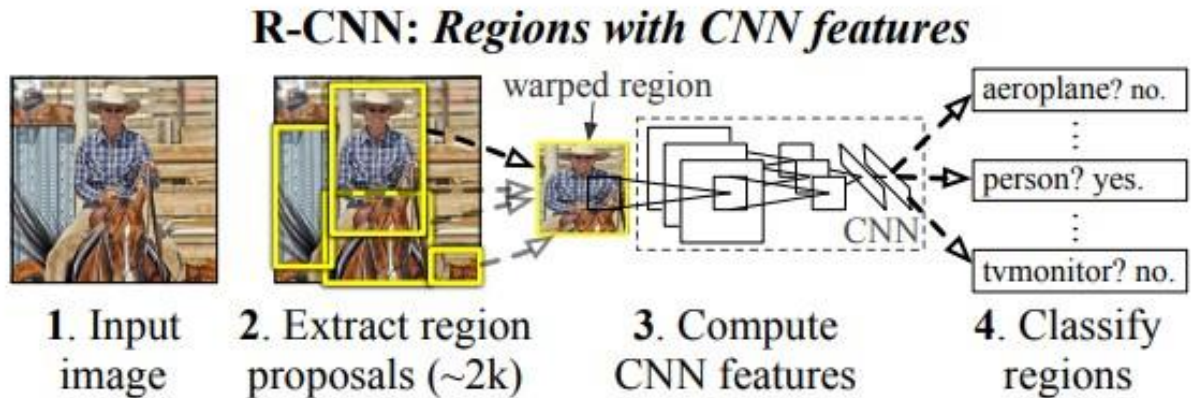 R-CNN: Regions with CNN features
warped region
aeroplane? no.
person? yes.
CNN
tvmonitor? no.
1. Input
image
2. Extract region
proposals (~2k)
3. Compute
CNN features
4. Classify
regions